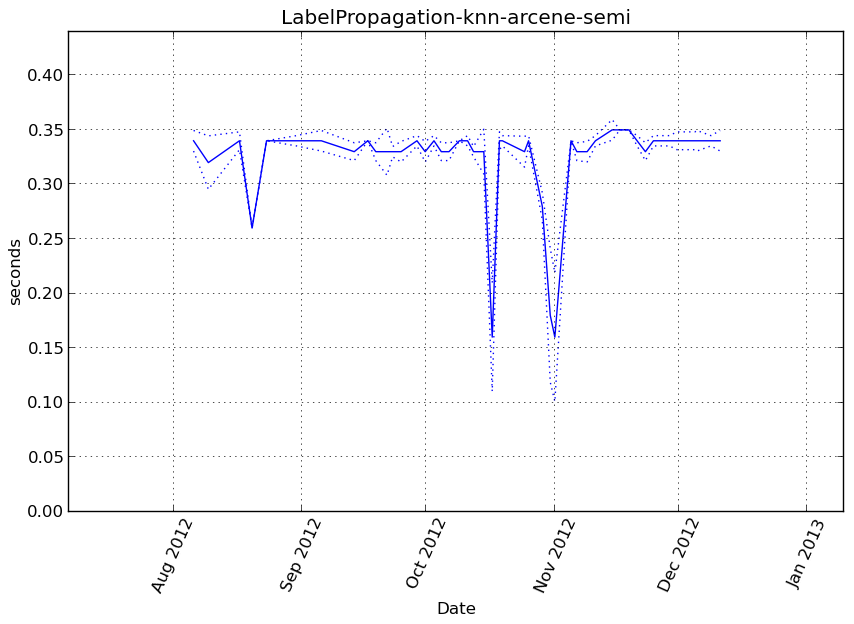 LabelPropagation-knn-arcene-semi
0.40
0.35
0.30
0.25
0.20
0.15
0.10
0.05
0.00
seconds
Aug 2012
Sep 2012
Oct 2012
Nov 2012
Dec 2012
Jan 2013
Date